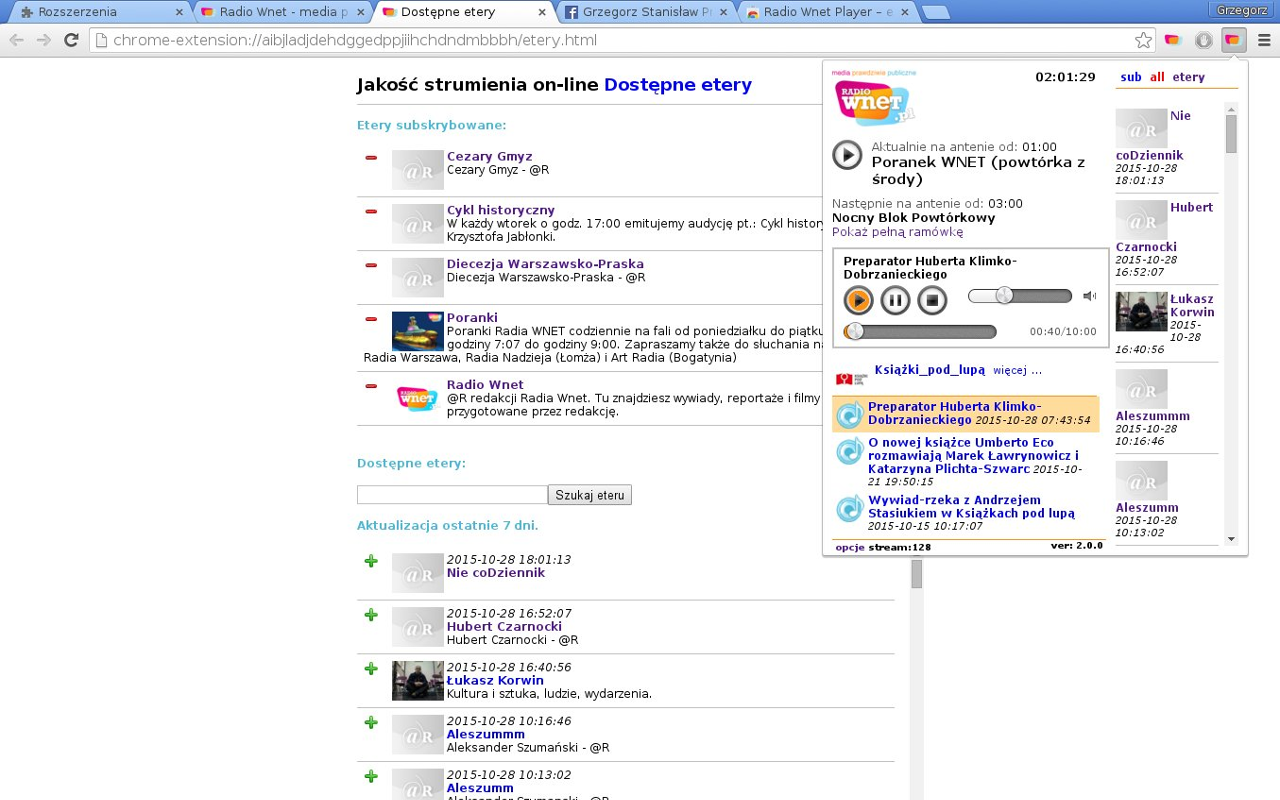 Rozszerzenia
Radio Wnet - media p
Dostępne etery
Grzegorz Stanisław P
Radio Wnet Player – e
Grzegorz
chrome-extension://aibjladjdehdggedppjiihchdndmbbbh/etery.html
Jakość strumienia on-line Dostępne etery
Etery subskrybowane:
@R
Cezary Gmyz
Cezary Gmyz - @R
@R
Cykl historyczny
W każdy wtorek o godz. 17:00 emitujemy audycję pt.: Cykl histor
Krzysztofa Jabłonki.
@R
Diecezja Warszawsko-Praska
Diecezja Warszawsko-Praska - @R
Poranki
Poranki Radia WNET codziennie na fali od poniedziałku do piątku
godziny 7:07 do godziny 9:00. Zapraszamy także do słuchania na
Radia Warszawa, Radia Nadzieja (Łomża) i Art Radia (Bogatynia)
RADIO
wnet
Radio Wnet
@R redakcji Radia Wnet. Tu znajdziesz wywiady, reportaże i filmy
przygotowane przez redakcję.
Dostępne etery:
Szukaj eteru
Aktualizacja ostatnie 7 dni.
@R
2015-10-28 18:01:13
Nie coDziennik
@R
2015-10-28 16:52:07
Hubert Czarnocki
Hubert Czarnocki - @R
2015-10-28 16:40:56
Łukasz Korwin
Kultura i sztuka, ludzie, wydarzenia.
@R
2015-10-28 10:16:46
Aleszummm
Aleksander Szumański - @R
@R
2015-10-28 10:13:02
Aleszumm
Aleksander Szumanski - @R
media prawdziwie publiczne
RADIO
wnet.pl
02:01:29
Aktualnie na antenie od: 01:00
Poranek WNET (powtórka z
środy)
Następnie na antenie od: 03:00
Nocny Blok Powtórkowy
Pokaż pełną ramówkę
Preparator Huberta Klimko-
Dobrzanieckiego
00:40/10:00
KSIĄŻKI
POD
LUPĄ
Książki_pod_lupą więcej ...
Preparator Huberta Klimko-
Dobrzanieckiego 2015-10-28 07:43:54
O nowej książce Umberto Eco
rozmawiają Marek Ławrynowicz i
Katarzyna Plichta-Szwarc 2015-10-
21 19:50:15
Wywiad-rzeka z Andrzejem
Stasiukiem w Książkach pod lupą
2015-10-15 10:17:07
opcje stream:128
ver: 2.0.0
sub all etery
@R
Nie
coDziennik
2015-10-28
18:01:13
@R
Hubert
Czarnocki
2015-10-28
16:52:07
Łukasz
Korwin
2015-
10-28
16:40:56
@R
Aleszummm
2015-10-28
10:16:46
@R
Aleszumm
2015-10-28
10:13:02